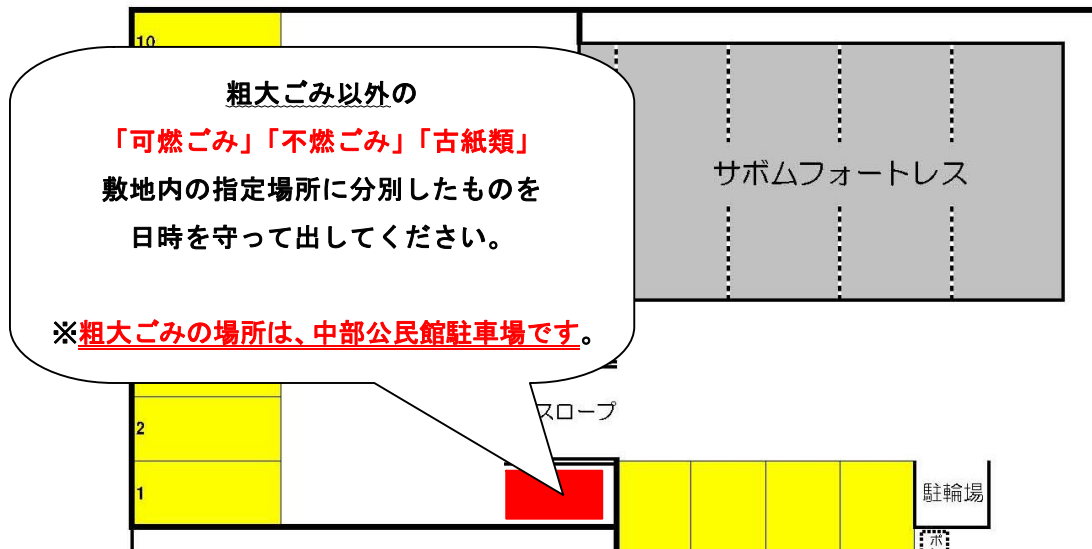 10
粗大ごみ以外の
「可燃ごみ」「不燃ごみ」「古紙類」
敷地内の指定場所に分別したものを
日時を守って出してください。
※粗大ごみの場所は、中部公民館駐車場です。
サボムフォートレス
スロープ
2
1
駐輪場
ポ